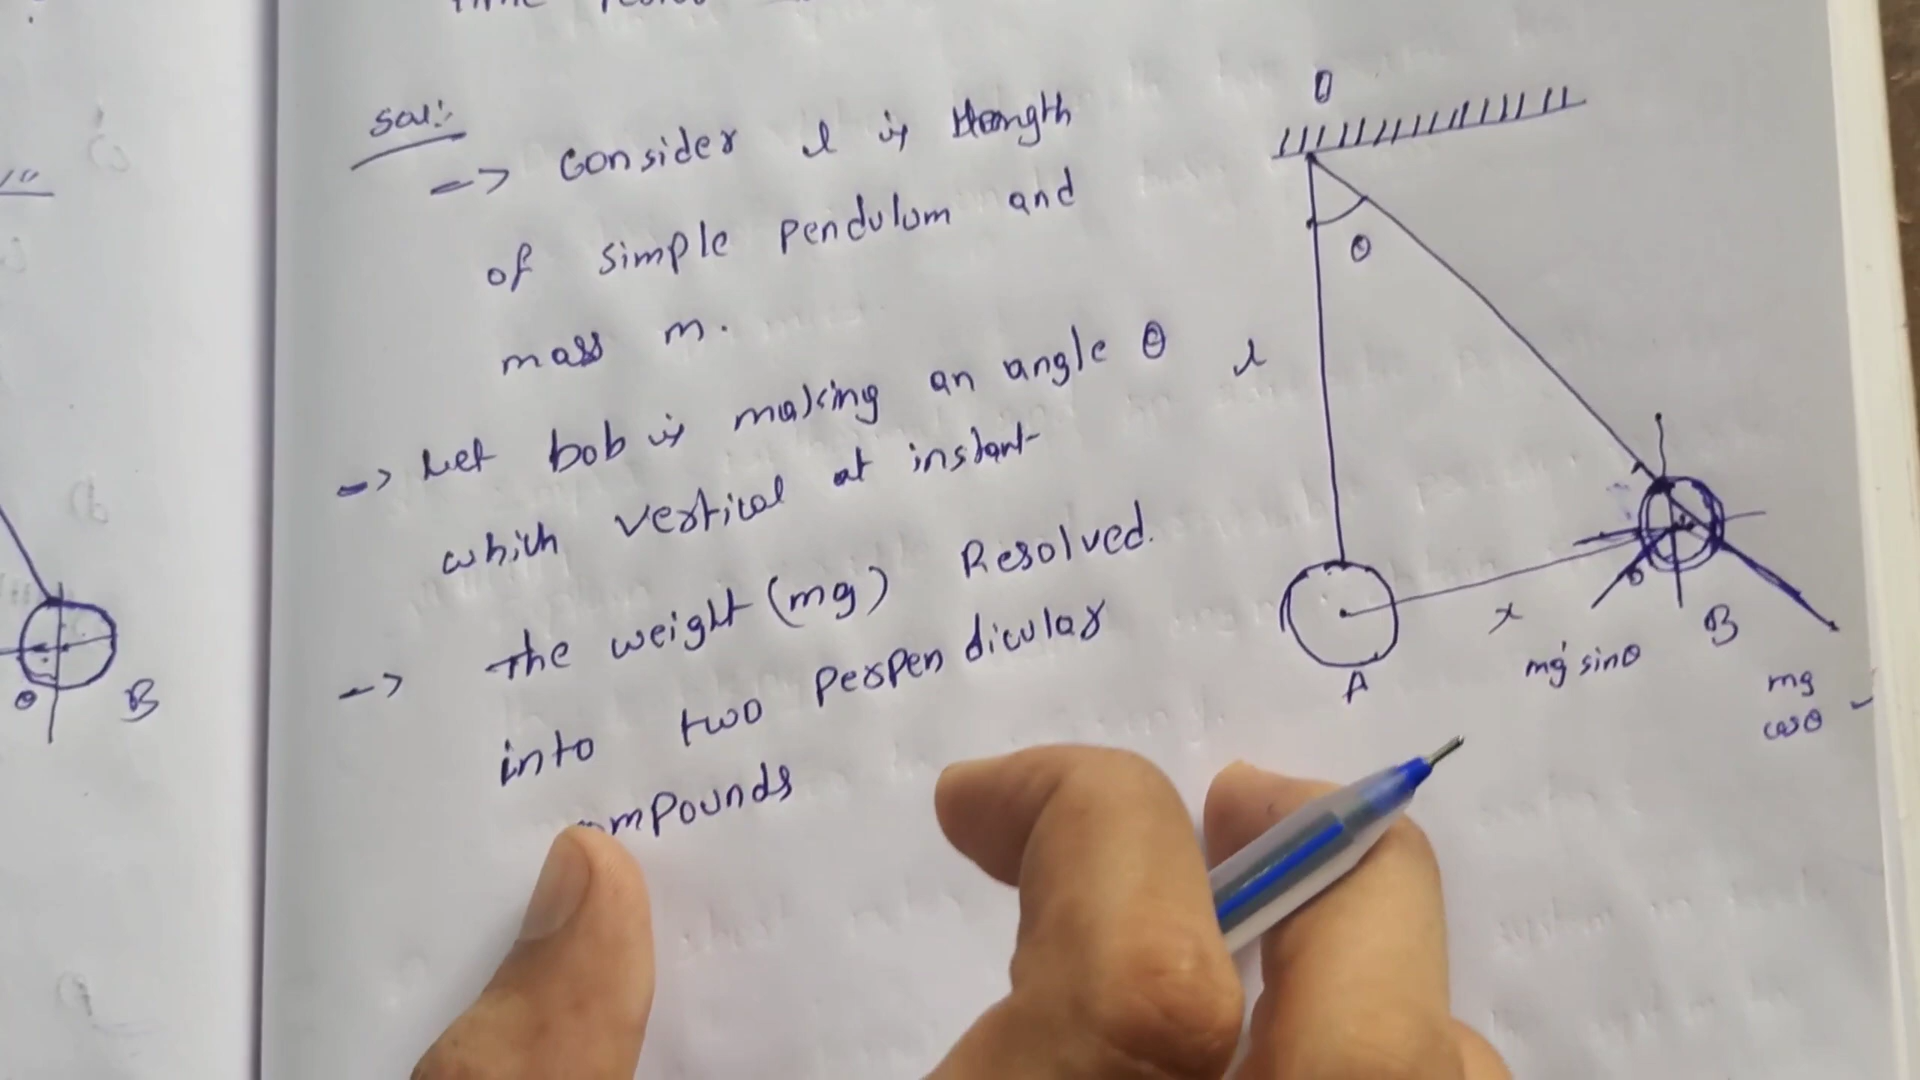 Sol:
-> Consider l is length
of simple pendulum and
mass m.
-> Let bob is making an angle θ
which vertical at instant
-> The weight (mg) Resolved.
into two perpendicular
mpounds
O
θ
l
θ
x
A
B
mg sinθ
mg
cosθ
θ
B